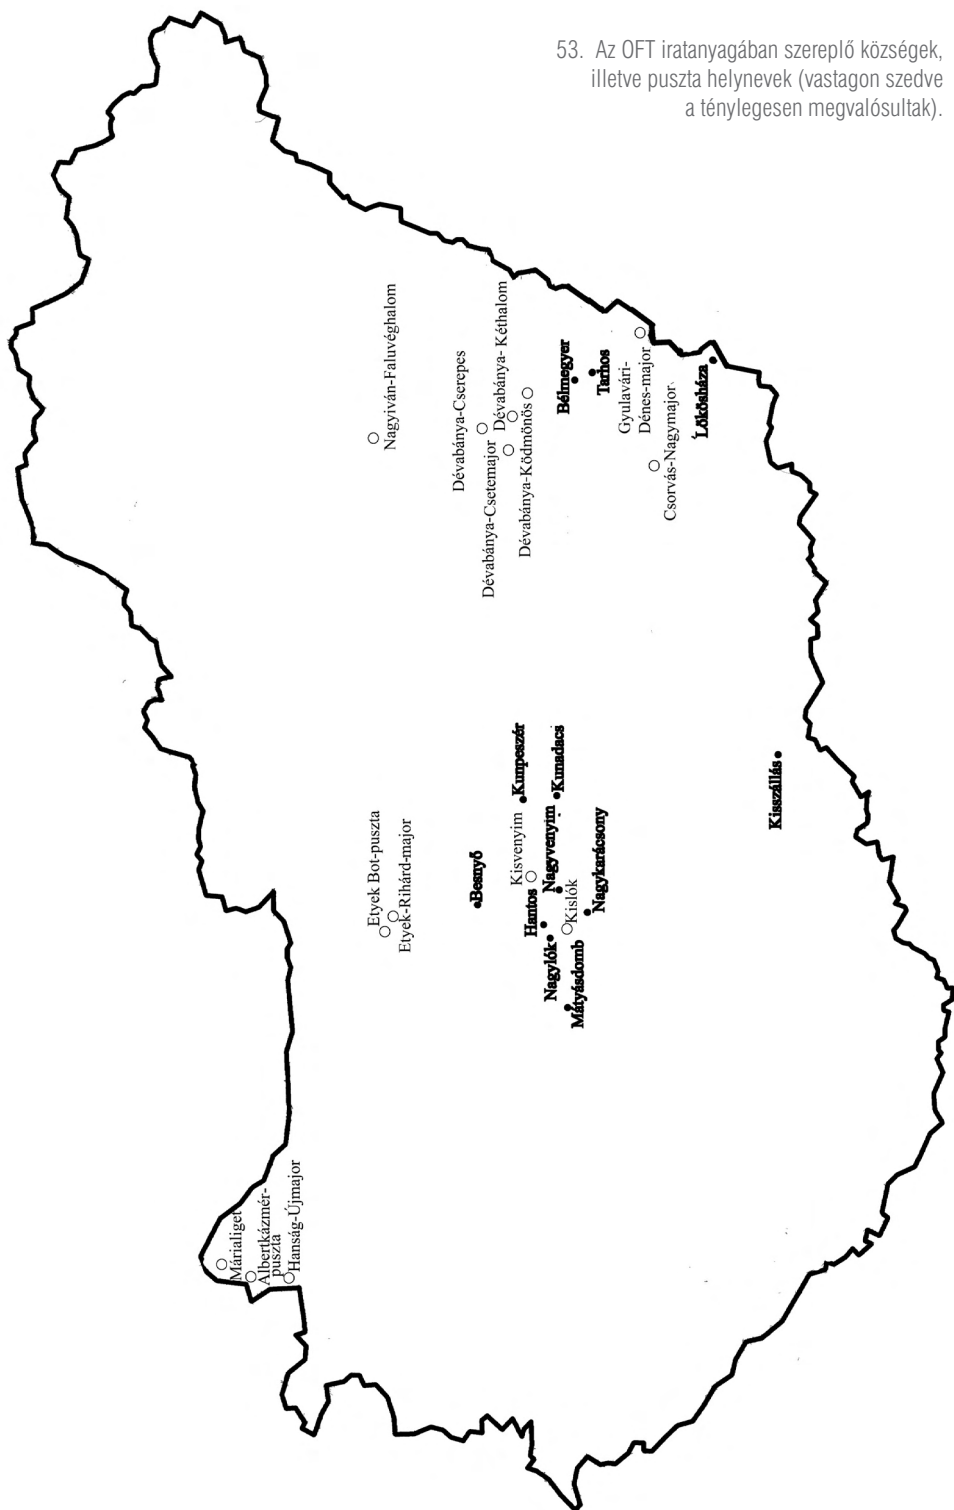 53. Az OFT iratanyagában szereplő községek,
illetve puszta helynevek (vastagon szedve
a ténylegesen megvalósultak).
Márialiget
Albertkázmér-
puszta
Hanság-Újmajor
Etyek Bot-puszta
Etyek-Rihárd-major
Besnyő
Kisvenyim
Kunpeszér
Hantos
Nagyvenyim
Kunadacs
Nagylók
Kislók
Nagykarácsony
Mátyásdomb
Kisszállás
Nagyiván-Faluvéghalom
Dévabánya-Cserepes
Dévabánya-Csetemajor
Dévabánya- Kéthalom
Dévabánya-Ködmönös
Bélmegyer
Tarhos
Gyulavári-
Dénes-major
Csorvás-Nagymajor
Lőkösháza